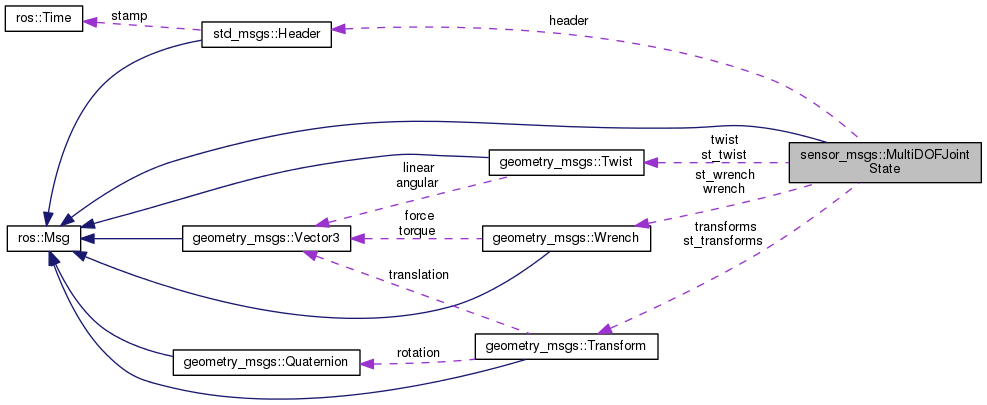 ros::Time
stamp
std_msgs::Header
header
sensor_msgs::MultiDOFJoint
State
twist
st_twist
geometry_msgs::Twist
linear
angular
st_wrench
wrench
force
torque
ros::Msg
geometry_msgs::Vector3
geometry_msgs::Wrench
transforms
st_transforms
translation
geometry_msgs::Transform
rotation
geometry_msgs::Quaternion